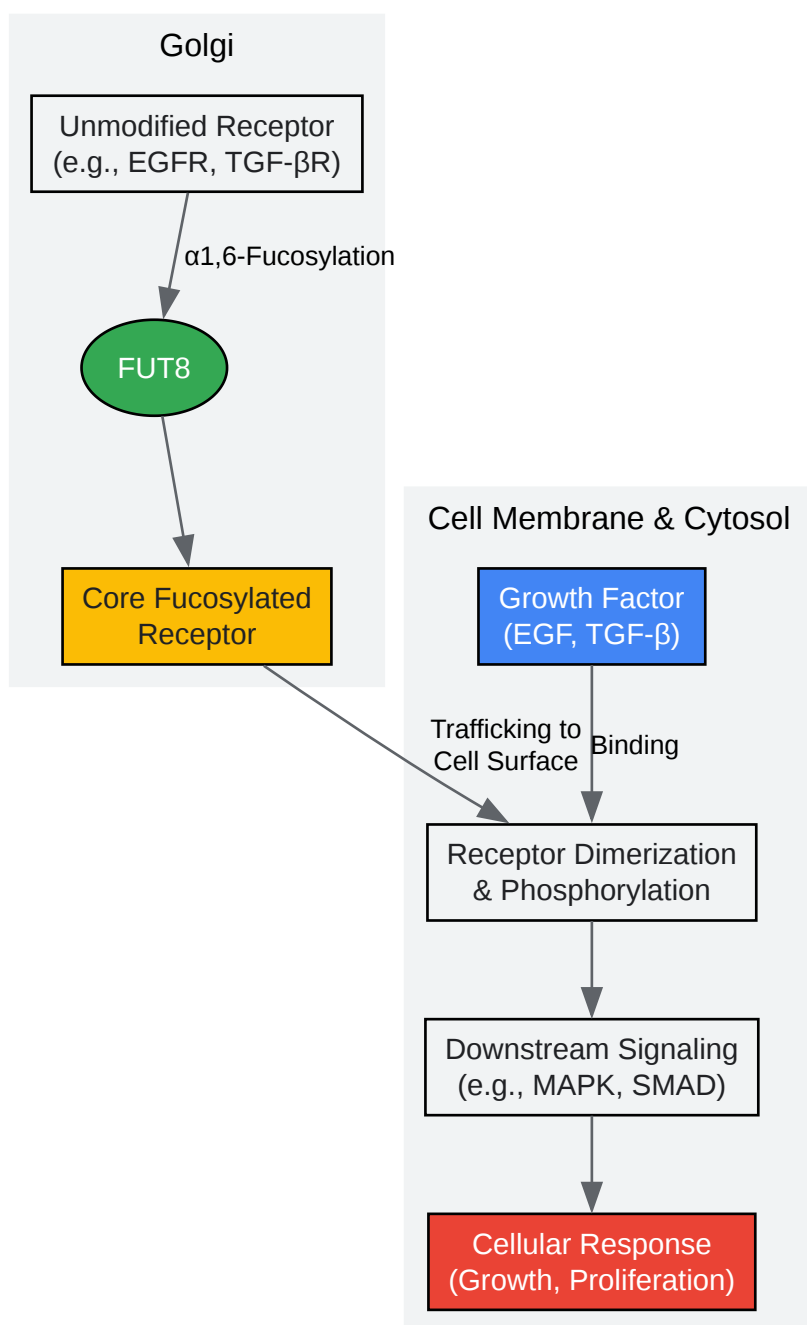 Golgi
Unmodified Receptor
(e.g., EGFR, TGF-βR)
α1,6-Fucosylation
FUT8
Core Fucosylated
Receptor
Cell Membrane & Cytosol
Growth Factor
(EGF, TGF-β)
Trafficking to
Cell Surface
Binding
Receptor Dimerization
& Phosphorylation
Downstream Signaling
(e.g., MAPK, SMAD)
Cellular Response
(Growth, Proliferation)